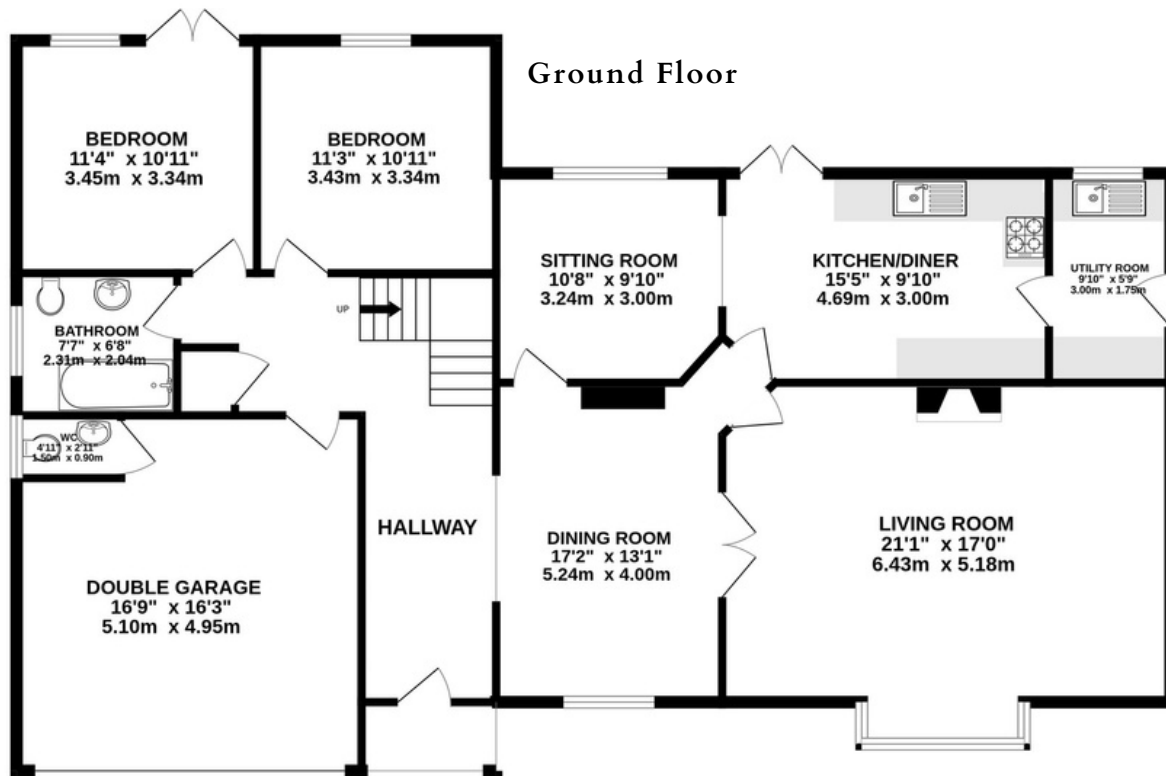 Ground Floor
BEDROOM
11'4" x 10'11"
3.45m x 3.34m
BEDROOM
11'3" x 10'11"
3.43m x 3.34m
SITTING ROOM
10'8" x 9'10"
3.24m x 3.00m
KITCHEN/DINER
15'5" x 9'10"
4.69m x 3.00m
UTILITY ROOM
9'10" x 5'9"
3.00m x 1.75m
UP
BATHROOM
7'7" x 6'8"
2.31m x 2.04m
WC
4'11" x 2'11"
1.50m x 0.90m
HALLWAY
DINING ROOM
17'2" x 13'1"
5.24m x 4.00m
LIVING ROOM
21'1" x 17'0"
6.43m x 5.18m
DOUBLE GARAGE
16'9" x 16'3"
5.10m x 4.95m